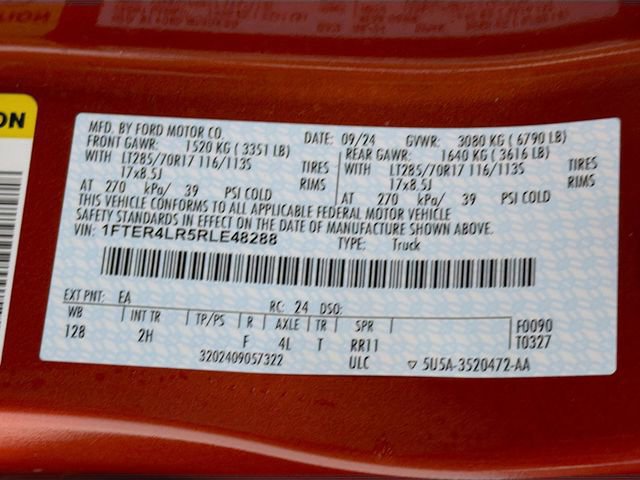 ON
MFD. BY FORD MOTOR CO. DATE: 09/24 GVWR: 3080 KG ( 6790 LB)
FRONT GAWR: 1520 KG ( 3351 LB) REAR GAWR: 1640 KG ( 3616 LB)
WITH LT285/70R17 116/113S TIRES WITH LT285/70R17 116/113S TIRES
17x8.5J RIMS 17x8.5J RIMS
AT 270 kPa/ 39 PSI COLD AT 270 kPa/ 39 PSI COLD
THIS VEHICLE CONFORMS TO ALL APPLICABLE FEDERAL MOTOR VEHICLE
SAFETY STANDARDS IN EFFECT ON THE DATE OF MANUFACTURE SHOWN ABOVE.
VIN: 1FTER4LR5RLE48288 TYPE: Truck
EXT PNT: EA RC: 24 DSO:
WB INT TR TP/PS R AXLE TR SPR F0090
128 2H F 4L T RR11 T0327
3202409057322 ULC ▽ 5U5A-3520472-AA